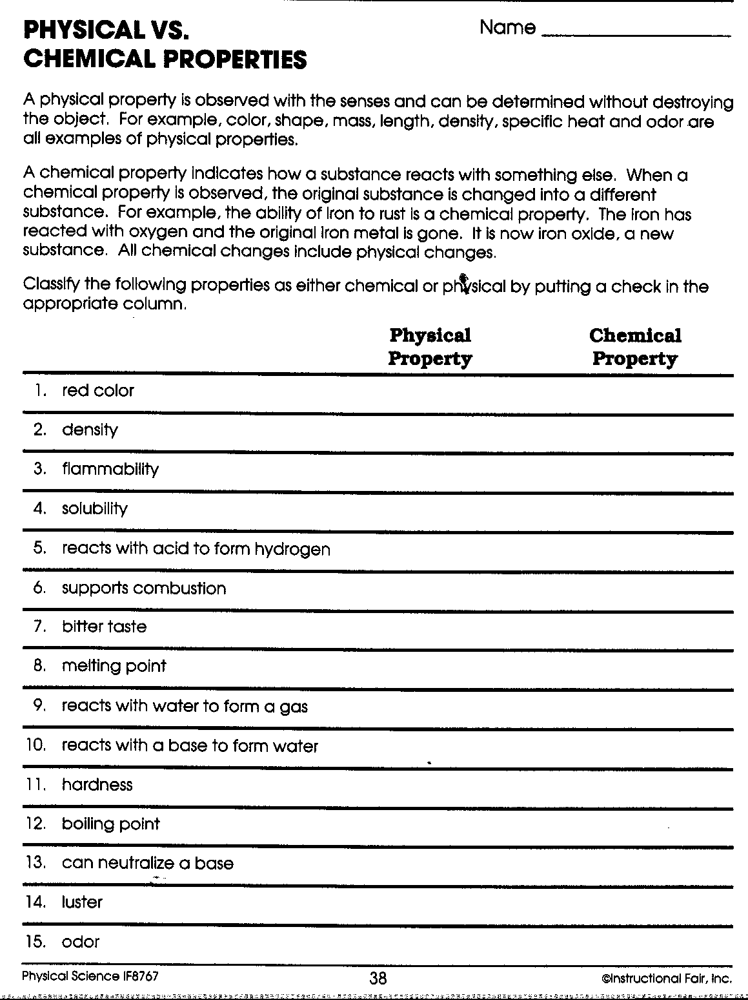 PHYSICAL VS.
CHEMICAL PROPERTIES
Name
A physical property is observed with the senses and can be determined without destroying
the object. For example, color, shape, mass, length, density, specific heat and odor are
all examples of physical properties.
A chemical property indicates how a substance reacts with something else. When a
chemical property is observed, the original substance is changed into a different
substance. For example, the ability of iron to rust is a chemical property. The iron has
reacted with oxygen and the original iron metal is gone. It is now iron oxide, a new
substance. All chemical changes include physical changes.
Classify the following properties as either chemical or physical by putting a check in the
appropriate column.
Physical Property
Chemical Property
1. red color
2. density
3. flammability
4. solubility
5. reacts with acid to form hydrogen
6. supports combustion
7. bitter taste
8. melting point
9. reacts with water to form a gas
10. reacts with a base to form water
11. hardness
12. boiling point
13. can neutralize a base
14. luster
15. odor
Physical Science IF8767
38
©Instructional Fair, Inc.